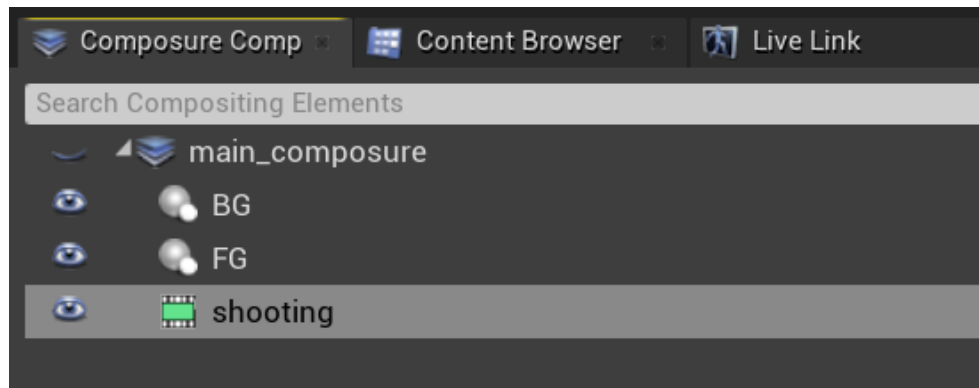 Composure Comp Content Browser Live Link
Search Compositing Elements
main_composure
BG
FG
shooting